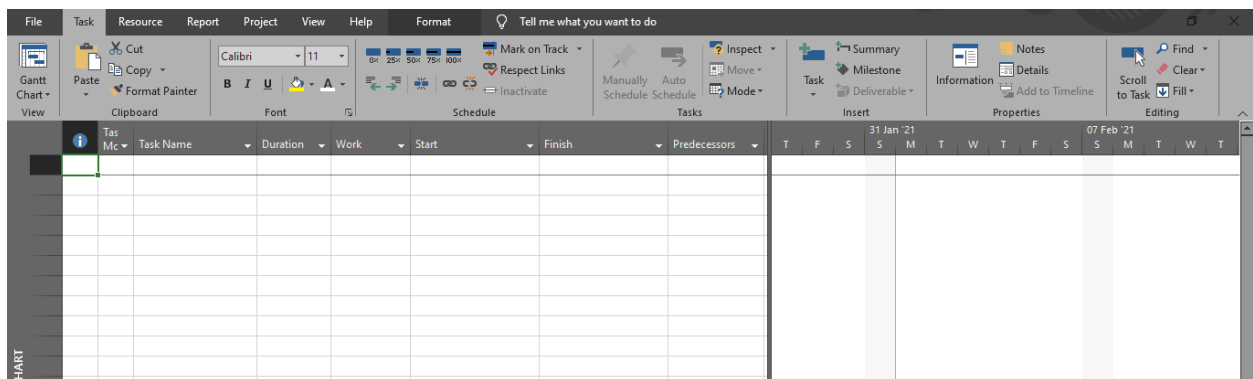 File Task Resource Report Project View Help Format Tell me what you want to do
Cut Calibri 11 0% 25% 50% 75% 100% Mark on Track Inspect Summary Notes Find
Gantt Chart Paste Copy Respect Links Manually Schedule Auto Schedule Move Task Milestone Information Details Scroll to Task Clear
Format Painter B I U A Inactivate Mode Deliverable Add to Timeline Fill
View Clipboard Font Schedule Tasks Insert Properties Editing
31 Jan '21 07 Feb '21
Tas
Mc Task Name Duration Work Start Finish Predecessors T F S S M T W T F S S M T W T
HART